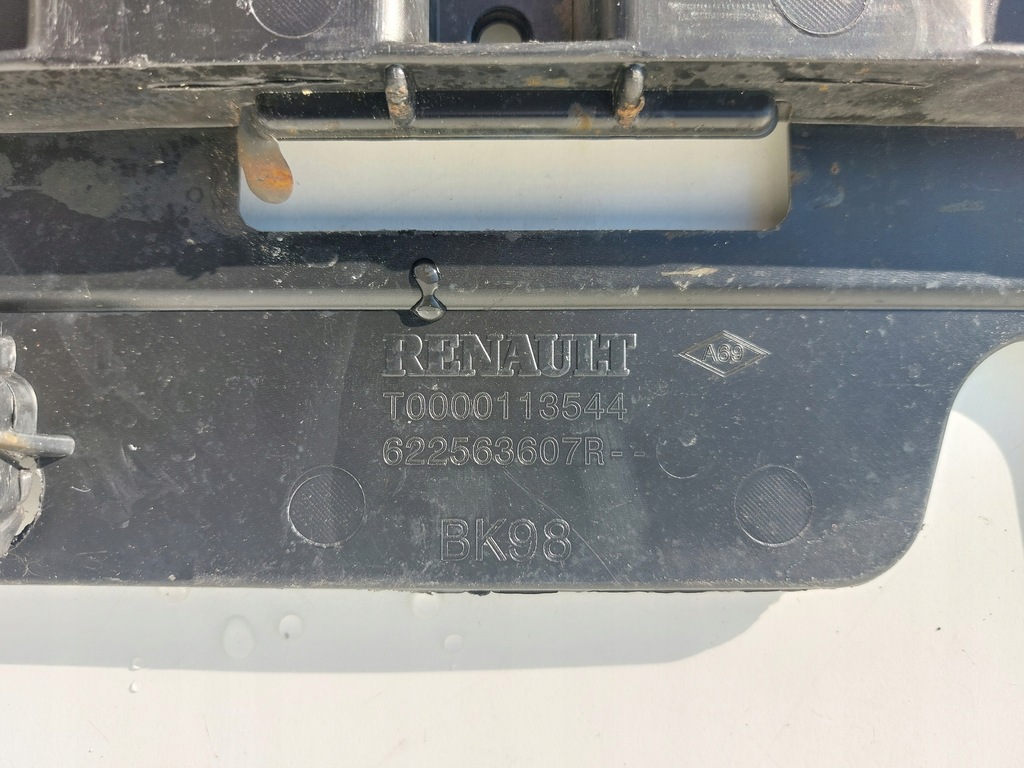 RENAULT
A69
T0000113544
622563607R--
BK98